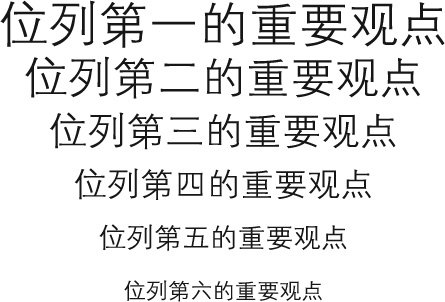 位列第一的重要观点
位列第二的重要观点
位列第三的重要观点
位列第四的重要观点
位列第五的重要观点
位列第六的重要观点